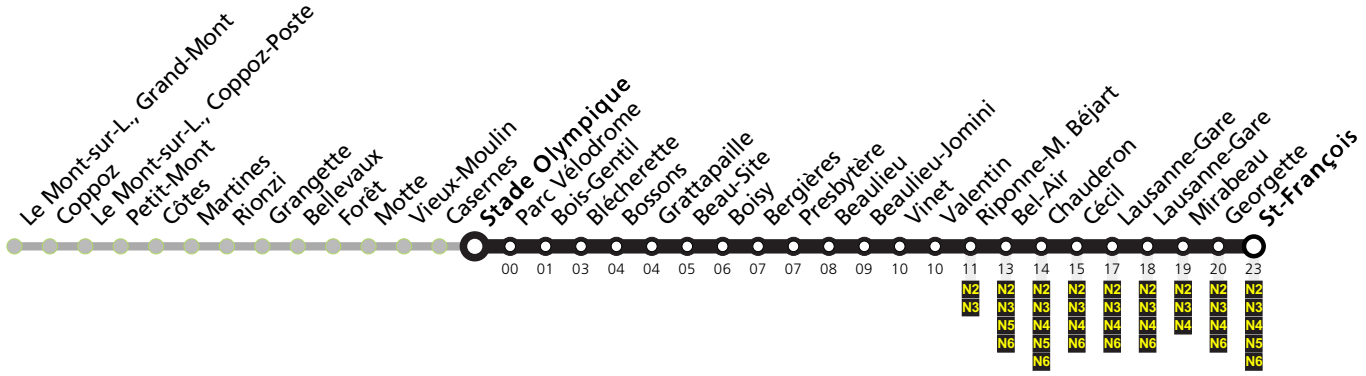 Le Mont-sur-L., Grand-Mont
Coppoz
Le Mont-sur-L., Coppoz-Poste
Petit-Mont
Côtes
Martines
Rionzi
Grangette
Bellevaux
Forêt
Motte
Vieux-Moulin
Casernes
Stade Olympique
Parc Vélodrome
Bois-Gentil
Blécherette
Bossons
Grattapaille
Beau-Site
Boisy
Bergières
Presbytère
Beaulieu
Beaulieu-Jomini
Vinet
Valentin
Riponne-M. Béjart
Bel-Air
Chauderon
Cécil
Lausanne-Gare
Lausanne-Gare
Mirabeau
Georgette
St-François
00 01 03 04 04 05 06 07 07 08 09 10 10 11 13 14 15 17 18 19 20 23
N2 N2 N2 N2 N2 N2 N2 N2 N2
N3 N3 N3 N3 N3 N3 N3 N3 N3
N5 N4 N4 N4 N4 N4 N4 N4
N6 N5 N6 N6 N6 N6 N5
N6 N6